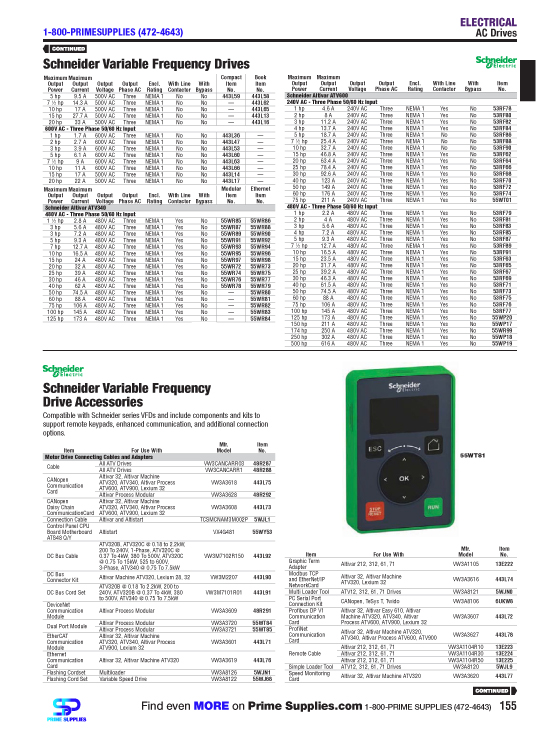 1-800-PRIMESUPPLIES (472-4643)
ELECTRICAL
AC Drives
CONTINUED
Schneider Variable Frequency Drives
Schneider Electric
Maximum Maximum Compact Book
Output Output Output Output Encl. With Line With Item Item
Power Current Voltage Phase AC Rating Contactor Bypass No. No.
5 hp 9.5 A 500V AC Three NEMA 1 No No 443L59 443L58
7 ½ hp 14.3 A 500V AC Three NEMA 1 No No — 443L62
10 hp 17 A 500V AC Three NEMA 1 No No — 443L65
15 hp 27.7 A 500V AC Three NEMA 1 No No — 443L13
20 hp 33 A 500V AC Three NEMA 1 No No — 443L16
600V AC - Three Phase 50/60 Hz Input
1 hp 1.7 A 600V AC Three NEMA 1 No No 443L36 —
2 hp 2.7 A 600V AC Three NEMA 1 No No 443L47 —
3 hp 3.9 A 600V AC Three NEMA 1 No No 443L53 —
5 hp 6.1 A 600V AC Three NEMA 1 No No 443L60 —
7 ½ hp 9 A 600V AC Three NEMA 1 No No 443L63 —
10 hp 11 A 600V AC Three NEMA 1 No No 443L66 —
15 hp 17 A 600V AC Three NEMA 1 No No 443L14 —
20 hp 22 A 600V AC Three NEMA 1 No No 443L17 —
Maximum Maximum Modular Ethernet
Output Output Output Output Encl. With Line With Item Item
Power Current Voltage Phase AC Rating Contactor Bypass No. No.
Schneider Altivar ATV340
480V AC - Three Phase 50/60 Hz Input
1 ½ hp 2.8 A 480V AC Three NEMA 1 Yes No 55WR85 55WR86
3 hp 5.6 A 480V AC Three NEMA 1 Yes No 55WR87 55WR88
3 hp 7.2 A 480V AC Three NEMA 1 Yes No 55WR89 55WR90
5 hp 9.3 A 480V AC Three NEMA 1 Yes No 55WR91 55WR92
7 hp 12.7 A 480V AC Three NEMA 1 Yes No 55WR93 55WR94
10 hp 16.5 A 480V AC Three NEMA 1 Yes No 55WR95 55WR96
15 hp 24 A 480V AC Three NEMA 1 Yes No 55WR97 55WR98
20 hp 32 A 480V AC Three NEMA 1 Yes No 55WR72 55WR73
25 hp 39 A 480V AC Three NEMA 1 Yes No 55WR74 55WR75
30 hp 46 A 480V AC Three NEMA 1 Yes No 55WR76 55WR77
40 hp 62 A 480V AC Three NEMA 1 Yes No 55WR78 55WR79
50 hp 74.5 A 480V AC Three NEMA 1 Yes No — 55WR80
60 hp 88 A 480V AC Three NEMA 1 Yes No — 55WR81
75 hp 106 A 480V AC Three NEMA 1 Yes No — 55WR82
100 hp 145 A 480V AC Three NEMA 1 Yes No — 55WR83
125 hp 173 A 480V AC Three NEMA 1 Yes No — 55WR84
Maximum Maximum
Output Output Output Output Encl. With Line With Item
Power Current Voltage Phase AC Rating Contactor Bypass No.
Schneider Altivar ATV600
240V AC - Three Phase 50/60 Hz Input
1 hp 4.6 A 240V AC Three NEMA 1 Yes No 53RF78
2 hp 8 A 240V AC Three NEMA 1 Yes No 53RF80
3 hp 11.2 A 240V AC Three NEMA 1 Yes No 53RF82
4 hp 13.7 A 240V AC Three NEMA 1 Yes No 53RF84
5 hp 18.7 A 240V AC Three NEMA 1 Yes No 53RF86
7 ½ hp 25.4 A 240V AC Three NEMA 1 No No 53RF88
10 hp 32.7 A 240V AC Three NEMA 1 Yes No 53RF90
15 hp 46.8 A 240V AC Three NEMA 1 Yes No 53RF62
20 hp 63.4 A 240V AC Three NEMA 1 Yes No 53RF64
25 hp 78.4 A 240V AC Three NEMA 1 Yes No 53RF66
30 hp 92.6 A 240V AC Three NEMA 1 Yes No 53RF68
40 hp 123 A 240V AC Three NEMA 1 Yes No 53RF70
50 hp 149 A 240V AC Three NEMA 1 Yes No 53RF72
60 hp 176 A 240V AC Three NEMA 1 Yes No 53RF74
75 hp 211 A 240V AC Three NEMA 1 Yes No 55WT01
480V AC - Three Phase 50/60 Hz Input
1 hp 2.2 A 480V AC Three NEMA 1 Yes No 53RF79
2 hp 4 A 480V AC Three NEMA 1 Yes No 53RF81
3 hp 5.6 A 480V AC Three NEMA 1 Yes No 53RF83
4 hp 7.2 A 480V AC Three NEMA 1 Yes No 53RF85
5 hp 9.3 A 480V AC Three NEMA 1 Yes No 53RF87
7 ½ hp 12.7 A 480V AC Three NEMA 1 Yes No 53RF89
10 hp 16.5 A 480V AC Three NEMA 1 Yes No 53RF91
15 hp 23.5 A 480V AC Three NEMA 1 Yes No 53RF63
20 hp 31.7 A 480V AC Three NEMA 1 Yes No 53RF65
25 hp 39.2 A 480V AC Three NEMA 1 Yes No 53RF67
30 hp 46.3 A 480V AC Three NEMA 1 Yes No 53RF69
40 hp 61.5 A 480V AC Three NEMA 1 Yes No 53RF71
50 hp 74.5 A 480V AC Three NEMA 1 Yes No 53RF73
60 hp 88 A 480V AC Three NEMA 1 Yes No 53RF75
75 hp 106 A 480V AC Three NEMA 1 Yes No 53RF76
100 hp 145 A 480V AC Three NEMA 1 Yes No 53RF77
125 hp 173 A 480V AC Three NEMA 1 Yes No 55WP20
150 hp 211 A 480V AC Three NEMA 1 Yes No 55WP17
174 hp 250 A 480V AC Three NEMA 1 Yes No 55WR99
250 hp 302 A 480V AC Three NEMA 1 Yes No 55WP18
500 hp 616 A 480V AC Three NEMA 1 Yes No 55WP19
Schneider Electric
Schneider Variable Frequency
Drive Accessories
Compatible with Schneider series VFDs and include components and kits to
support remote keypads, enhanced communication, and additional connection
options.
Mfr. Item
Item For Use With Model No.
Motor Drive Connecting Cables and Adapters
Cable
All ATV Drives VW3CANCARR03 48R287
All ATV Drives VW3CANCARR1 48R288
CANopen
Communication
Card
Altivar 32, Altivar Machine
ATV320, ATV340, Altivar Process
ATV600, ATV900, Lexium 32
VW3A3618 443L75
Altivar Process Modular VW3A3628 48R292
CANopen
Daisy Chain
CommunicationCard
Altivar 32, Altivar Machine
ATV320, ATV340, Altivar Process
ATV600, ATV900, Lexium 32
VW3A3608 443L73
Connection Cable Altivar and Altistart TCSMCNAM3M002P 5WJL1
Control Panel CPU
Board Motherboard
ATS48 Q/Y
Altistart VX4G481 55WY53
DC Bus Cable
ATV320B, ATV320C @ 0.18 to 2.2kW,
200 To 240V, 1-Phase, ATV320C @
0.37 To 4kW, 380 To 500V, ATV320C
@ 0.75 To 15kW, 525 to 600V,
3-Phase, ATV340 @ 0.75 To 7.5kW
VW3M7102R150 443L92
DC Bus
Connector Kit
Altivar Machine ATV320, Lexium 28, 32 VW3M2207 443L90
DC Bus Cord Set
ATV320B @ 0.18 To 2.2kW, 200 to
240V, ATV320B @ 0.37 To 4kW, 380
to 500V, ATV340 @ 0.75 To 7.5kW
VW3M7101R01 443L91
DeviceNet
Communication
Module
Altivar Process Modular VW3A3609 48R291
Dual Port Module
Altivar Process Modular VW3A3720 55WT84
Altivar Process Modular VW3A3721 55WT85
EtherCAT
Communication
Module
Altivar 32, Altivar Machine
ATV320, ATV340, Altivar Process
ATV900, Lexium 32
VW3A3601 443L71
Ethernet
Communication
Card
Altivar 32, Altivar Machine ATV320 VW3A3619 443L76
Flashing Cordset Multiloader VW3A8126 5WJN1
Flashing Cord Set Variable Speed Drive VW3A8122 55WJ88
Schneider Electric
ESC
OK
STOP RESET
RUN
55WT81
Mfr. Item
Item For Use With Model No.
Graphic Term
Adapter
Altivar 212, 312, 61, 71 VW3A1105 13E222
Modbus TCP
and EtherNet/IP
NetworkCard
Altivar 32, Altivar Machine
ATV320, Lexium 32
VW3A3616 443L74
Multi Loader Tool ATV12, 312, 61, 71 Drives VW3A8121 5WJN0
PC Serial Port
Connection Kit
CANopen, TeSys T, Twido VW3A8106 6UKW6
Profibus DP V1
Communication
Card
Altivar 32, Altivar Easy 610, Altivar
Machine ATV320, ATV340, Altivar
Process ATV600, ATV900, Lexium 32
VW3A3607 443L72
ProfiNet
Communication
Card
Altivar 32, Altivar Machine ATV320,
ATV340, Altivar Process ATV600, ATV900
VW3A3627 443L78
Remote Cable
Altivar 212, 312, 61, 71 VW3A1104R10 13E223
Altivar 212, 312, 61, 71 VW3A1104R30 13E224
Altivar 212, 312, 61, 71 VW3A1104R50 13E225
Simple Loader Tool ATV12, 312, 61, 71 Drives VW3A8120 5WJL9
Speed Monitoring
Card
Altivar 32, Altivar Machine ATV320 VW3A3620 443L77
CONTINUED
PRIME SUPPLIES
Find even MORE on Prime Supplies.com 1-800-PRIME SUPPLIES (472-4643) 155